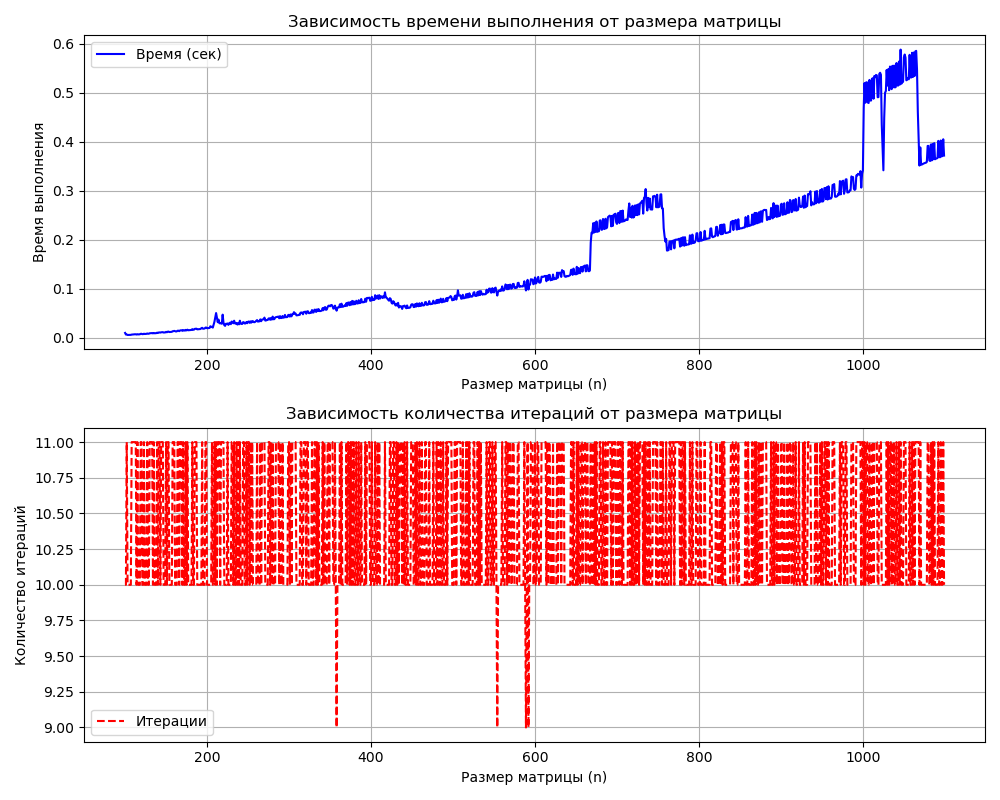 Зависимость времени выполнения от размера матрицы
Время (сек)
Время выполнения
0.6
0.5
0.4
0.3
0.2
0.1
0.0
200 400 600 800 1000
Размер матрицы (n)
Зависимость количества итераций от размера матрицы
Количество итераций
11.00
10.75
10.50
10.25
10.00
9.75
9.50
9.25
9.00
Итерации
200 400 600 800 1000
Размер матрицы (n)